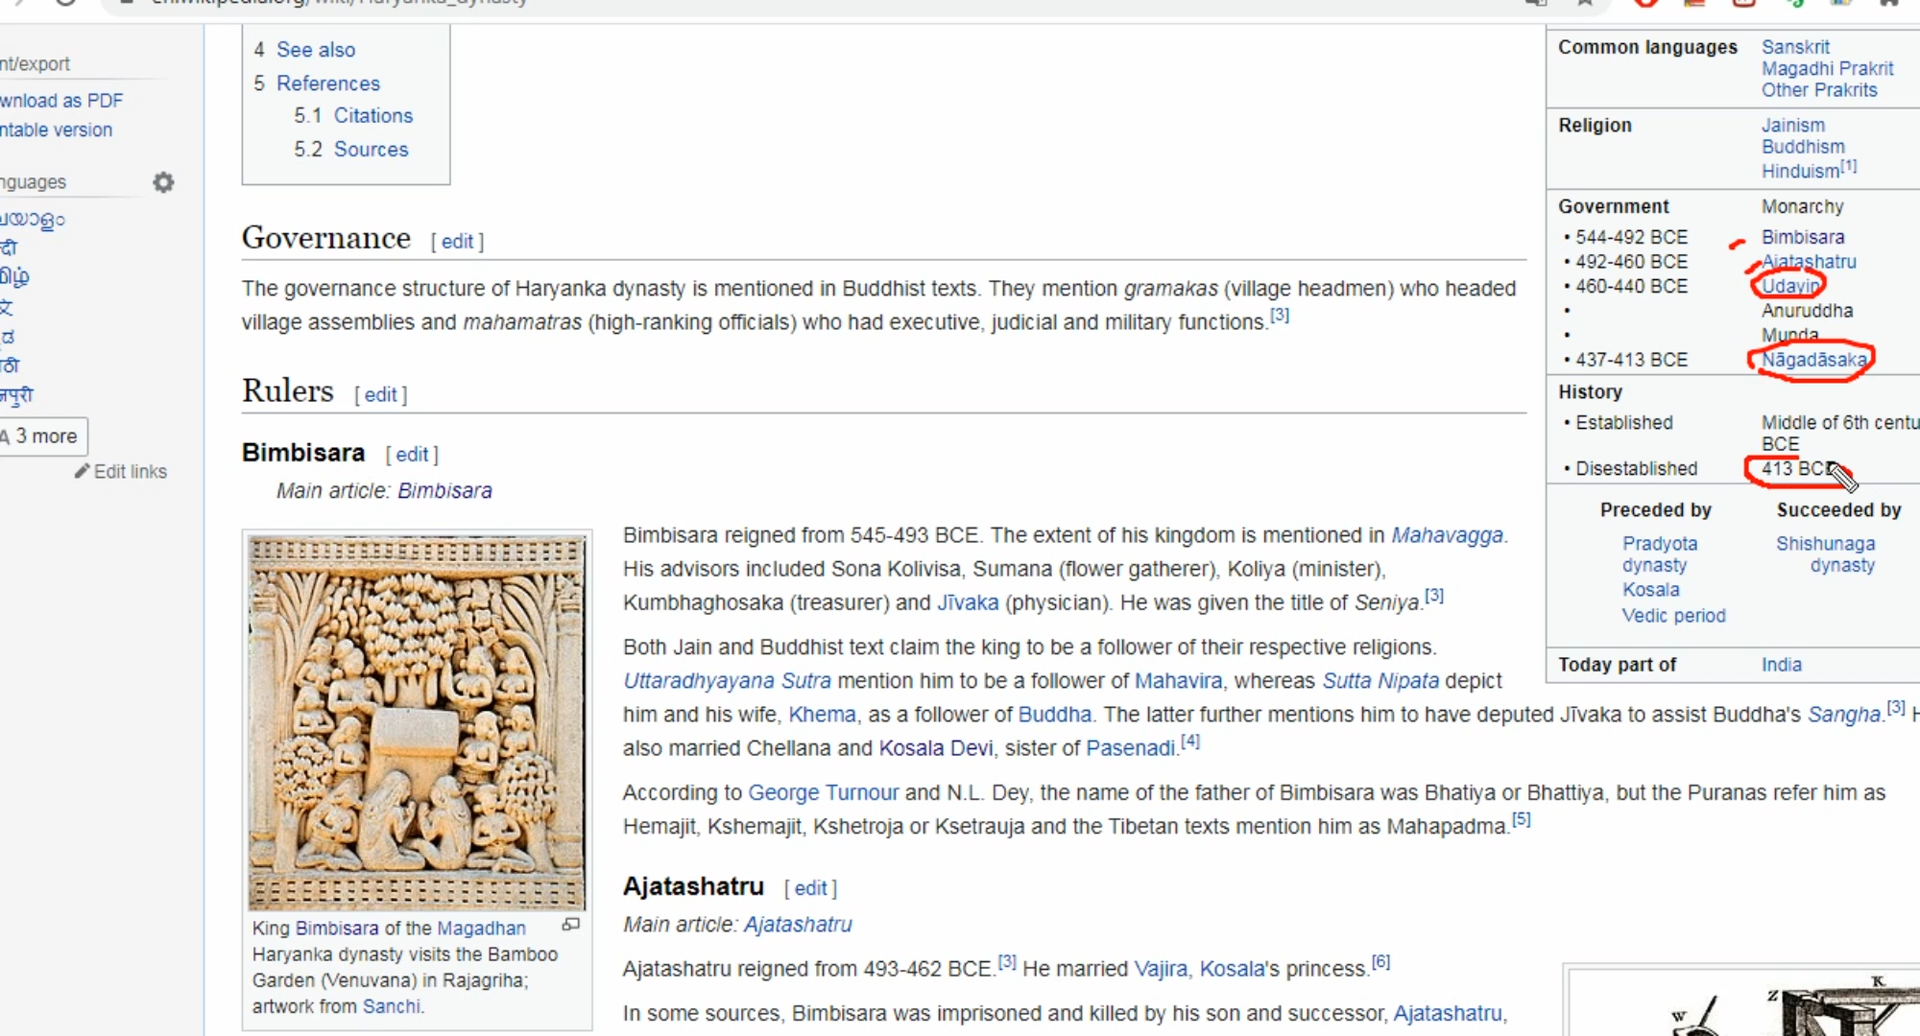 en.wikipedia.org/wiki/Haryanka_dynasty
nt/export
wnload as PDF
ntable version
nguages
3 more
Edit links
4 See also
5 References
5.1 Citations
5.2 Sources
Governance [ edit ]
The governance structure of Haryanka dynasty is mentioned in Buddhist texts. They mention gramakas (village headmen) who headed
village assemblies and mahamatras (high-ranking officials) who had executive, judicial and military functions.[3]
Rulers [ edit ]
Bimbisara [ edit ]
Main article: Bimbisara
Bimbisara reigned from 545-493 BCE. The extent of his kingdom is mentioned in Mahavagga.
His advisors included Sona Kolivisa, Sumana (flower gatherer), Koliya (minister),
Kumbhaghosaka (treasurer) and Jīvaka (physician). He was given the title of Seniya.[3]
Both Jain and Buddhist text claim the king to be a follower of their respective religions.
Uttaradhyayana Sutra mention him to be a follower of Mahavira, whereas Sutta Nipata depict
him and his wife, Khema, as a follower of Buddha. The latter further mentions him to have deputed Jīvaka to assist Buddha's Sangha.[3] H
also married Chellana and Kosala Devi, sister of Pasenadi.[4]
According to George Turnour and N.L. Dey, the name of the father of Bimbisara was Bhatiya or Bhattiya, but the Puranas refer him as
Hemajit, Kshemajit, Kshetroja or Ksetrauja and the Tibetan texts mention him as Mahapadma.[5]
King Bimbisara of the Magadhan
Haryanka dynasty visits the Bamboo
Garden (Venuvana) in Rajagriha;
artwork from Sanchi.
Ajatashatru [ edit ]
Main article: Ajatashatru
Ajatashatru reigned from 493-462 BCE.[3] He married Vajira, Kosala's princess.[6]
In some sources, Bimbisara was imprisoned and killed by his son and successor, Ajatashatru,
Common languages Sanskrit
Magadhi Prakrit
Other Prakrits
Religion Jainism
Buddhism
Hinduism[1]
Government Monarchy
• 544-492 BCE Bimbisara
• 492-460 BCE Ajatashatru
• 460-440 BCE Udayin
• Anuruddha
• Munda
• 437-413 BCE Nāgadāsaka
History
• Established Middle of 6th centu
BCE
• Disestablished 413 BCE
Preceded by Succeeded by
Pradyota Shishunaga
dynasty dynasty
Kosala
Vedic period
Today part of India
K
Z
W